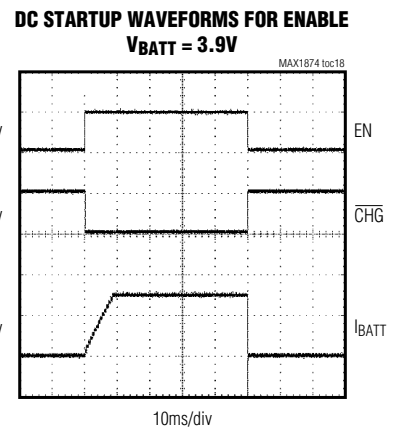 DC STARTUP WAVEFORMS FOR ENABLE
VBATT = 3.9V
MAX1874 toc18
EN
CHG
IBATT
10ms/div